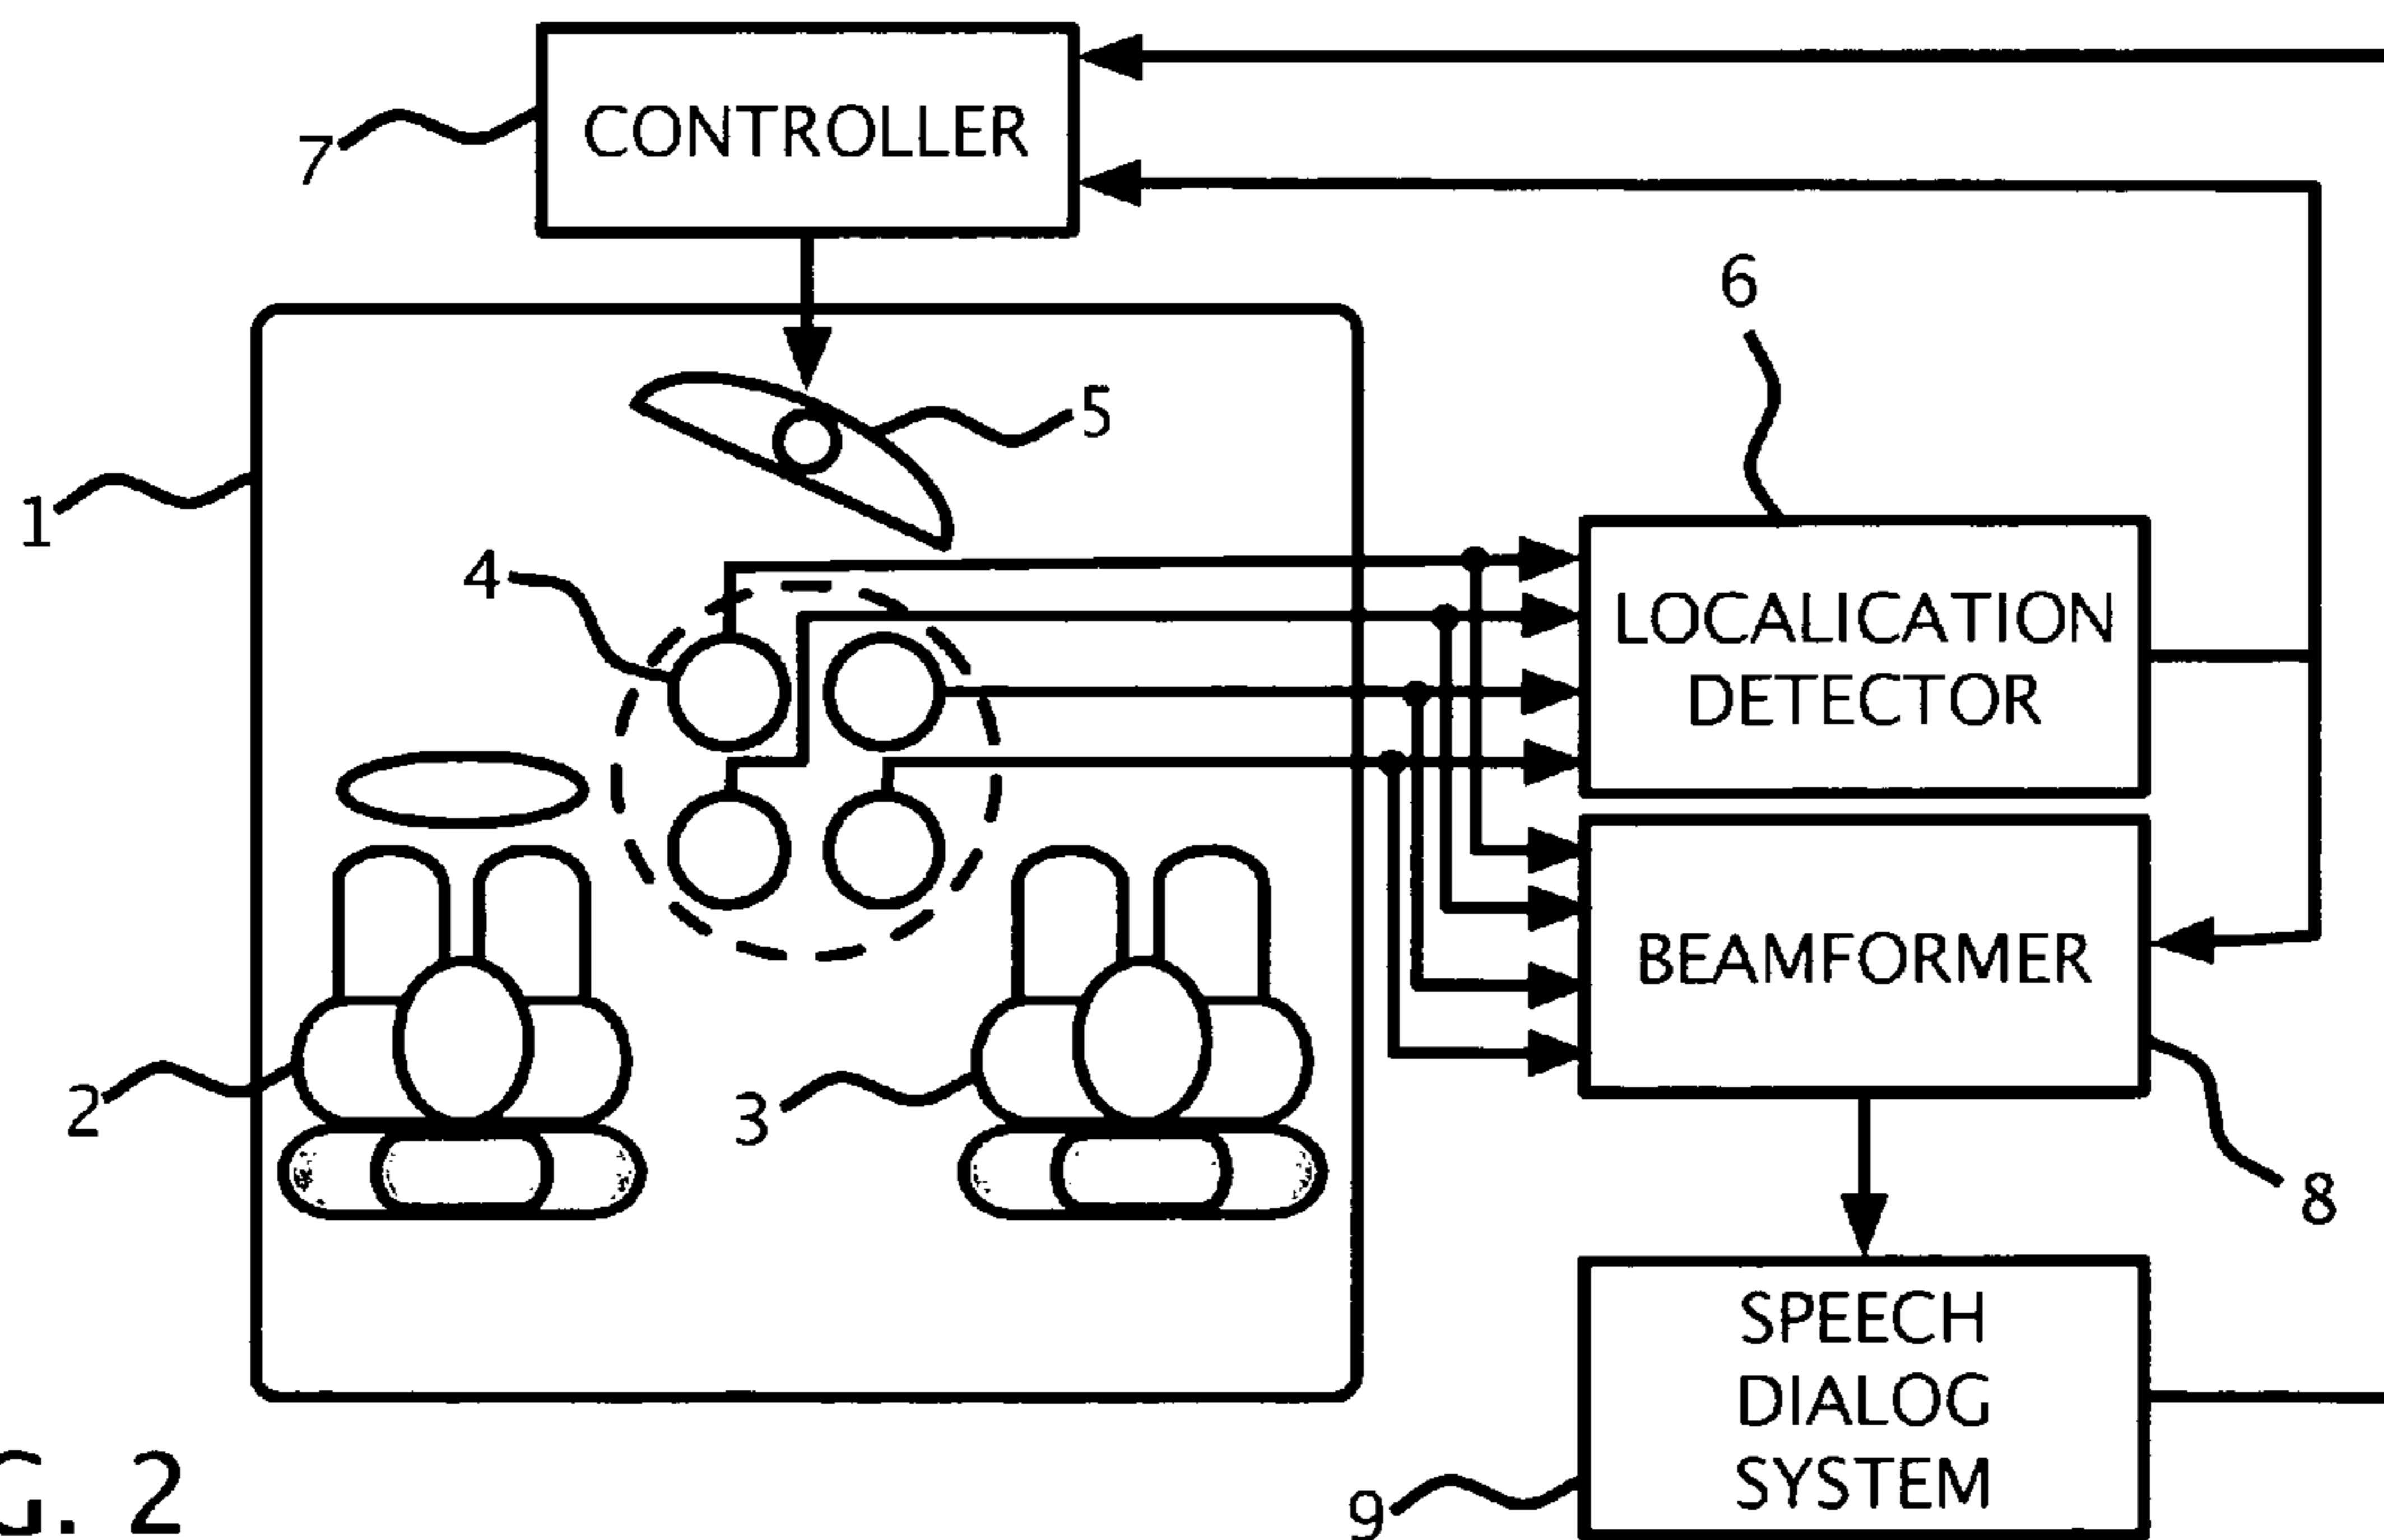 CONTROLLER
7
6
5
1
4
LOCALICATION
DETECTOR
BEAMFORMER
2
3
8
SPEECH
DIALOG
SYSTEM
9
G. 2